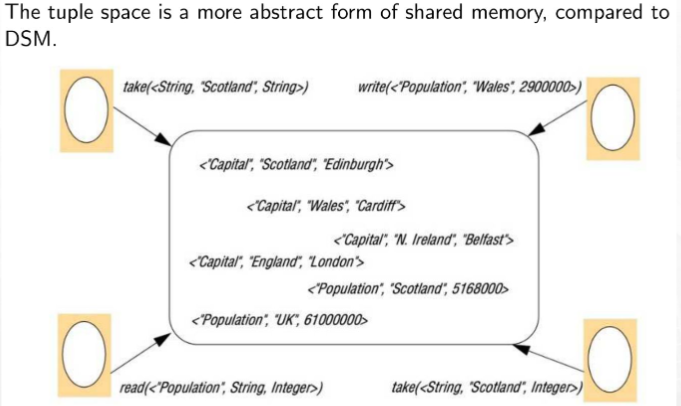 The tuple space is a more abstract form of shared memory, compared to
DSM.
take(<String, "Scotland", String>)
write(<"Population", "Wales", 2900000>)
<"Capital", "Scotland", "Edinburgh">
<"Capital", "Wales", "Cardiff">
<"Capital", "N. Ireland", "Belfast">
<"Capital", "England", "London">
<"Population", "Scotland", 5168000>
<"Population", "UK", 61000000>
read(<"Population", String, Integer>)
take(<String, "Scotland", Integer>)